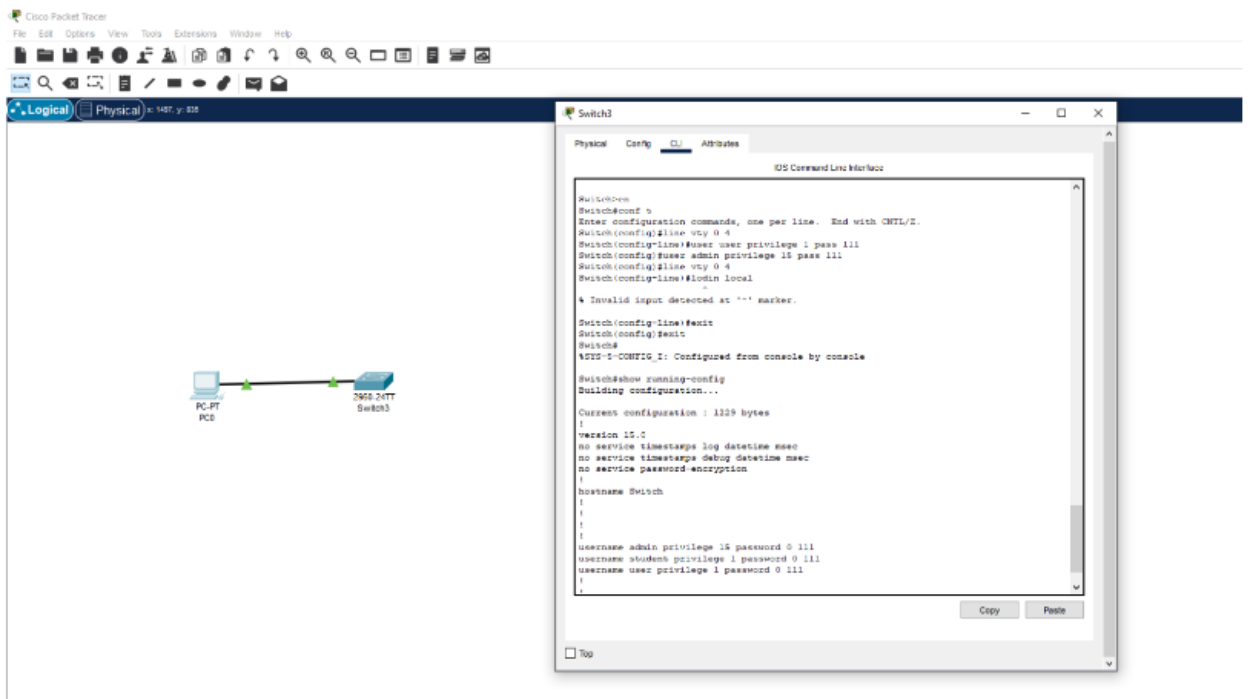 Cisco Packet Tracer
File Edit Options View Tools Extensions Window Help
Logical Physical x: 1497, y: 835
Switch3
Physical Config CLI Attributes
IOS Command Line Interface
Switch>en
Switch#conf t
Enter configuration commands, one per line. End with CNTL/Z.
Switch(config)#line vty 0 4
Switch(config-line)#user user privilege 1 pass 111
Switch(config)#user admin privilege 15 pass 111
Switch(config)#line vty 0 4
Switch(config-line)#lodin local
^
% Invalid input detected at '^' marker.
Switch(config-line)#exit
Switch(config)#exit
Switch#
%SYS-5-CONFIG_I: Configured from console by console
Switch#show running-config
Building configuration...
Current configuration : 1329 bytes
!
version 15.0
no service timestamps log datetime msec
no service timestamps debug datetime msec
no service password-encryption
!
hostname Switch
!
!
!
!
username admin privilege 15 password 0 111
username student privilege 1 password 0 111
username user privilege 1 password 0 111
!
!
Copy Paste
Top
PC-PT
PC0
2960-24TT
Switch3